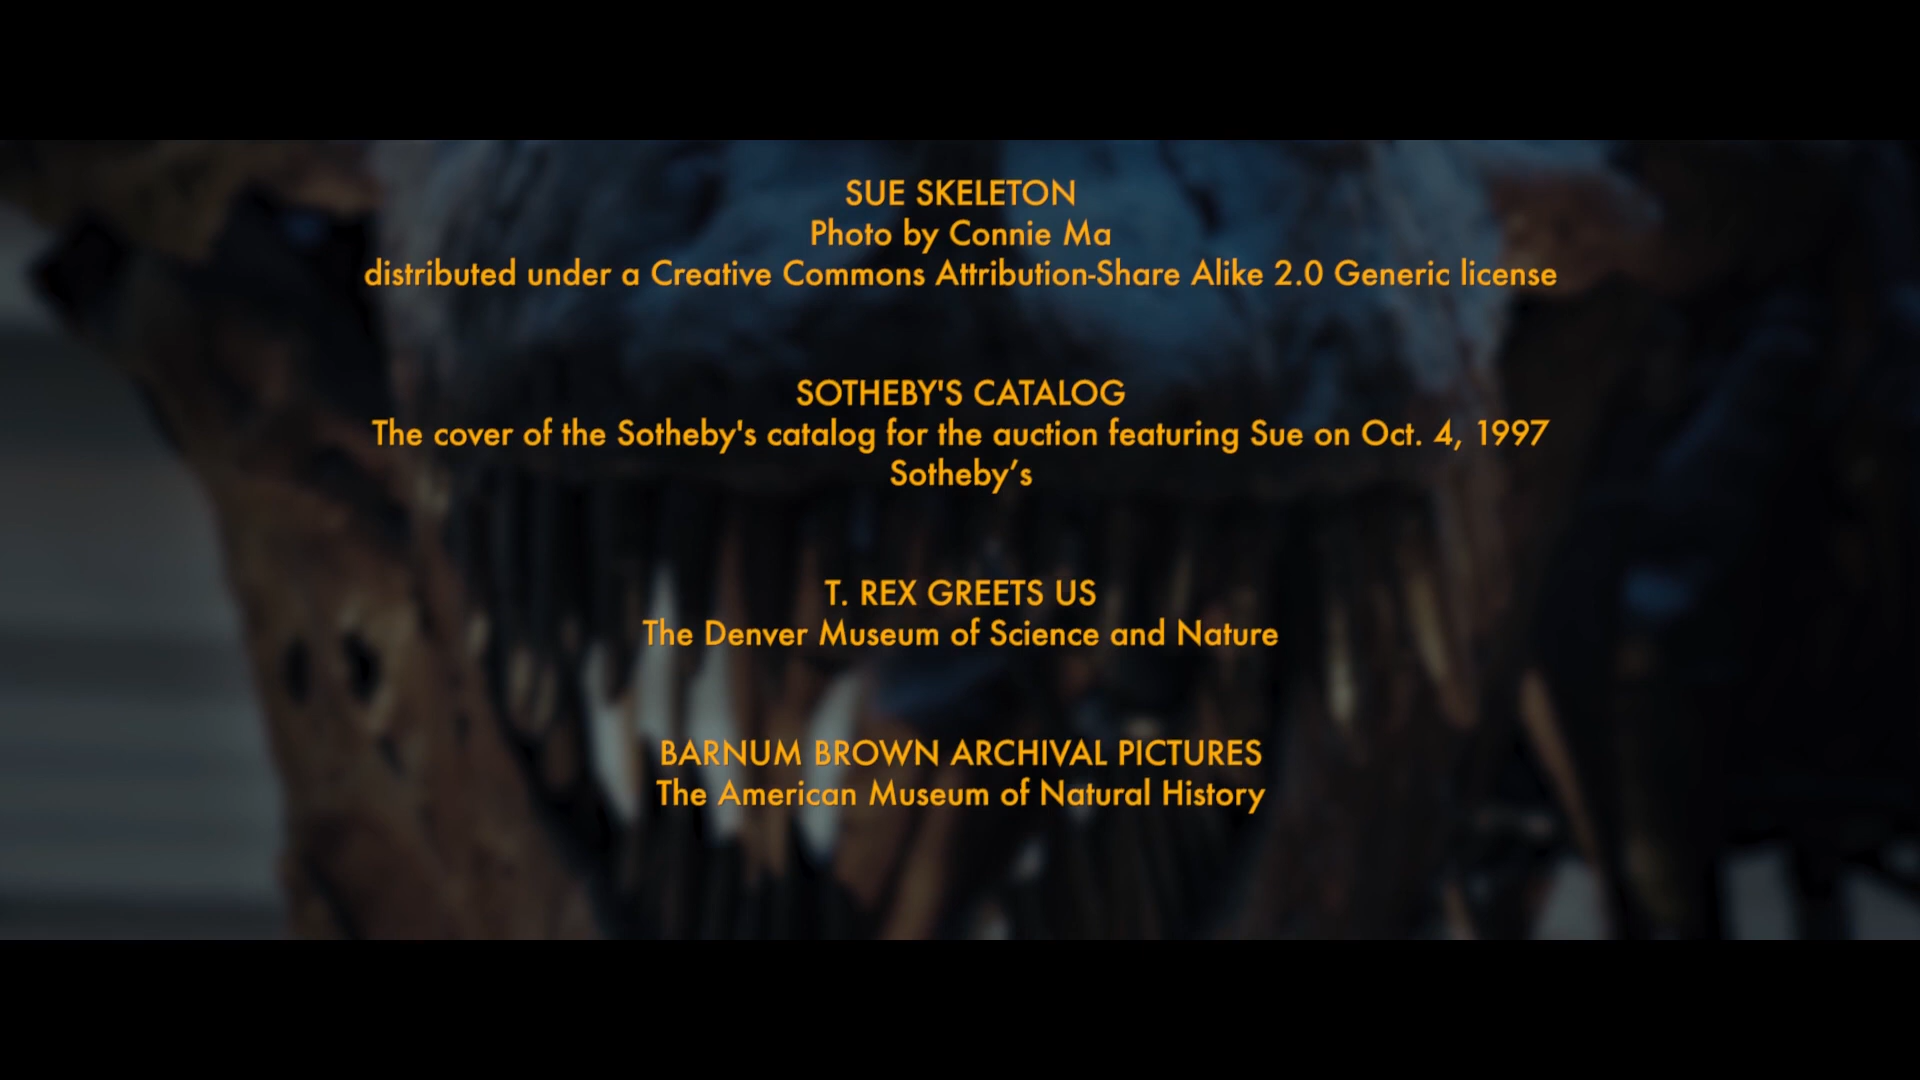 SUE SKELETON
Photo by Connie Ma
distributed under a Creative Commons Attribution-Share Alike 2.0 Generic license
SOTHEBY'S CATALOG
The cover of the Sotheby's catalog for the auction featuring Sue on Oct. 4, 1997
Sotheby’s
T. REX GREETS US
The Denver Museum of Science and Nature
BARNUM BROWN ARCHIVAL PICTURES
The American Museum of Natural History